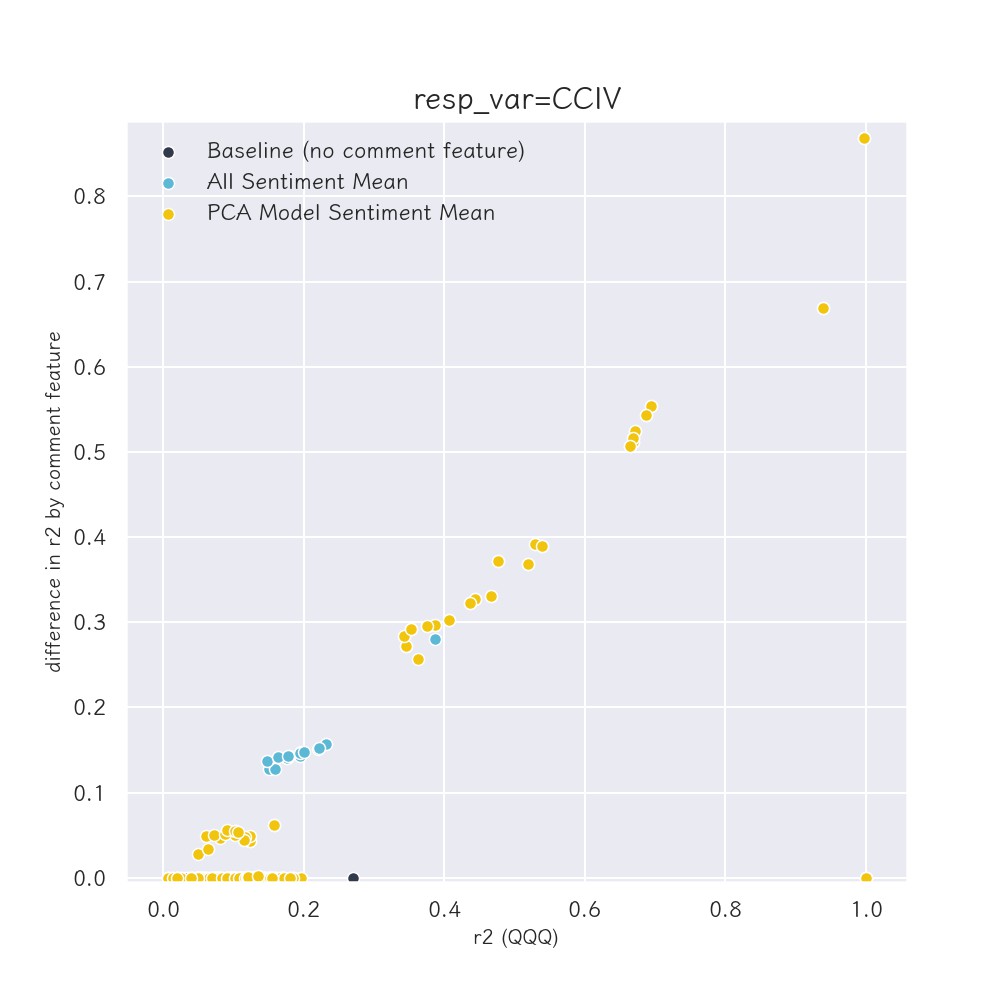 resp_var=CCIV
Baseline (no comment feature)
All Sentiment Mean
PCA Model Sentiment Mean
difference in r2 by comment feature
0.8
0.7
0.6
0.5
0.4
0.3
0.2
0.1
0.0
0.0 0.2 0.4 0.6 0.8 1.0
r2 (QQQ)